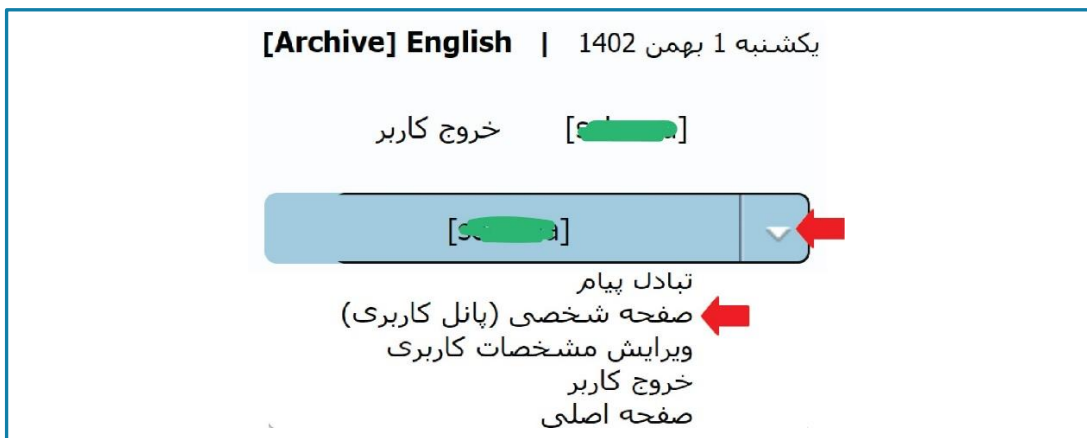 یکشنبه 1 بهمن 1402 | [Archive] English
خروج کاربر
تبادل پیام
صفحه شخصی (پانل کاربری)
ویرایش مشخصات کاربری
خروج کاربر
صفحه اصلی